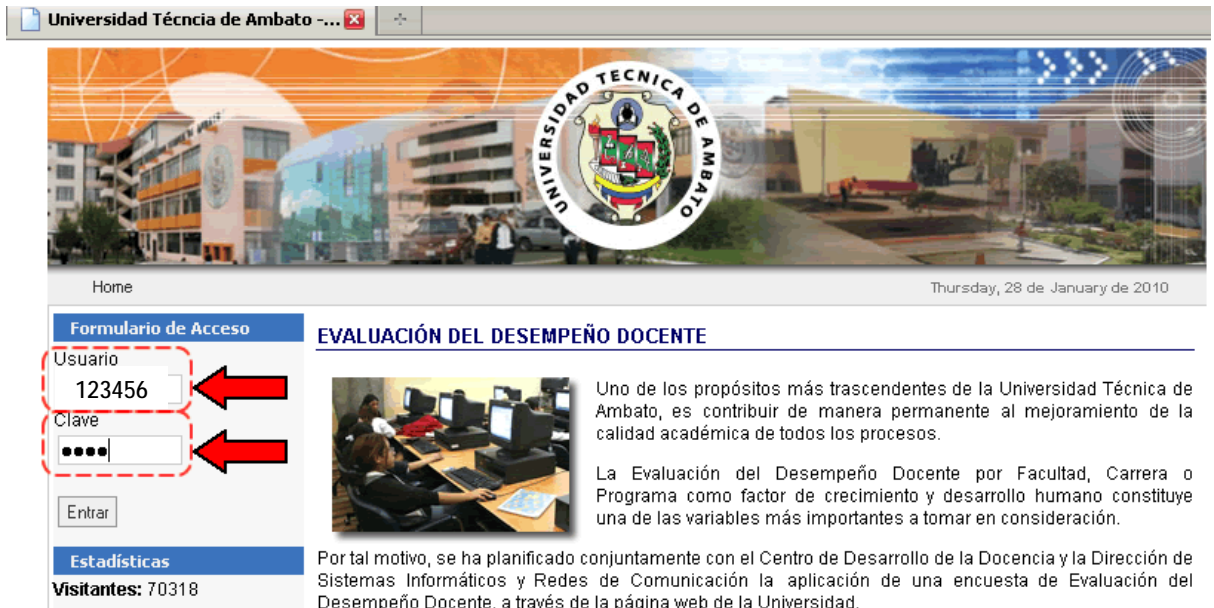 Universidad Técncia de Ambato -...
UNIVERSIDAD TECNICA DE AMBATO
Home
Thursday, 28 de January de 2010
Formulario de Acceso
Usuario
123456
Clave
••••
Entrar
Estadísticas
Visitantes: 70318
EVALUACIÓN DEL DESEMPEÑO DOCENTE
Uno de los propósitos más trascendentes de la Universidad Técnica de
Ambato, es contribuir de manera permanente al mejoramiento de la
calidad académica de todos los procesos.
La Evaluación del Desempeño Docente por Facultad, Carrera o
Programa como factor de crecimiento y desarrollo humano constituye
una de las variables más importantes a tomar en consideración.
Por tal motivo, se ha planificado conjuntamente con el Centro de Desarrollo de la Docencia y la Dirección de
Sistemas Informáticos y Redes de Comunicación la aplicación de una encuesta de Evaluación del
Desempeño Docente, a través de la página web de la Universidad.